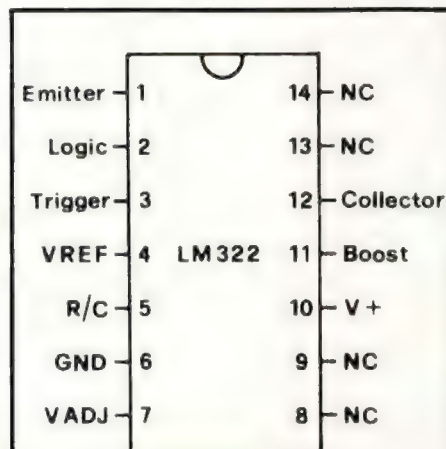 Emitter 1 14 NC
Logic 2 13 NC
Trigger 3 12 Collector
VREF 4 LM322 11 Boost
R/C 5 10 V+
GND 6 9 NC
VADJ 7 8 NC